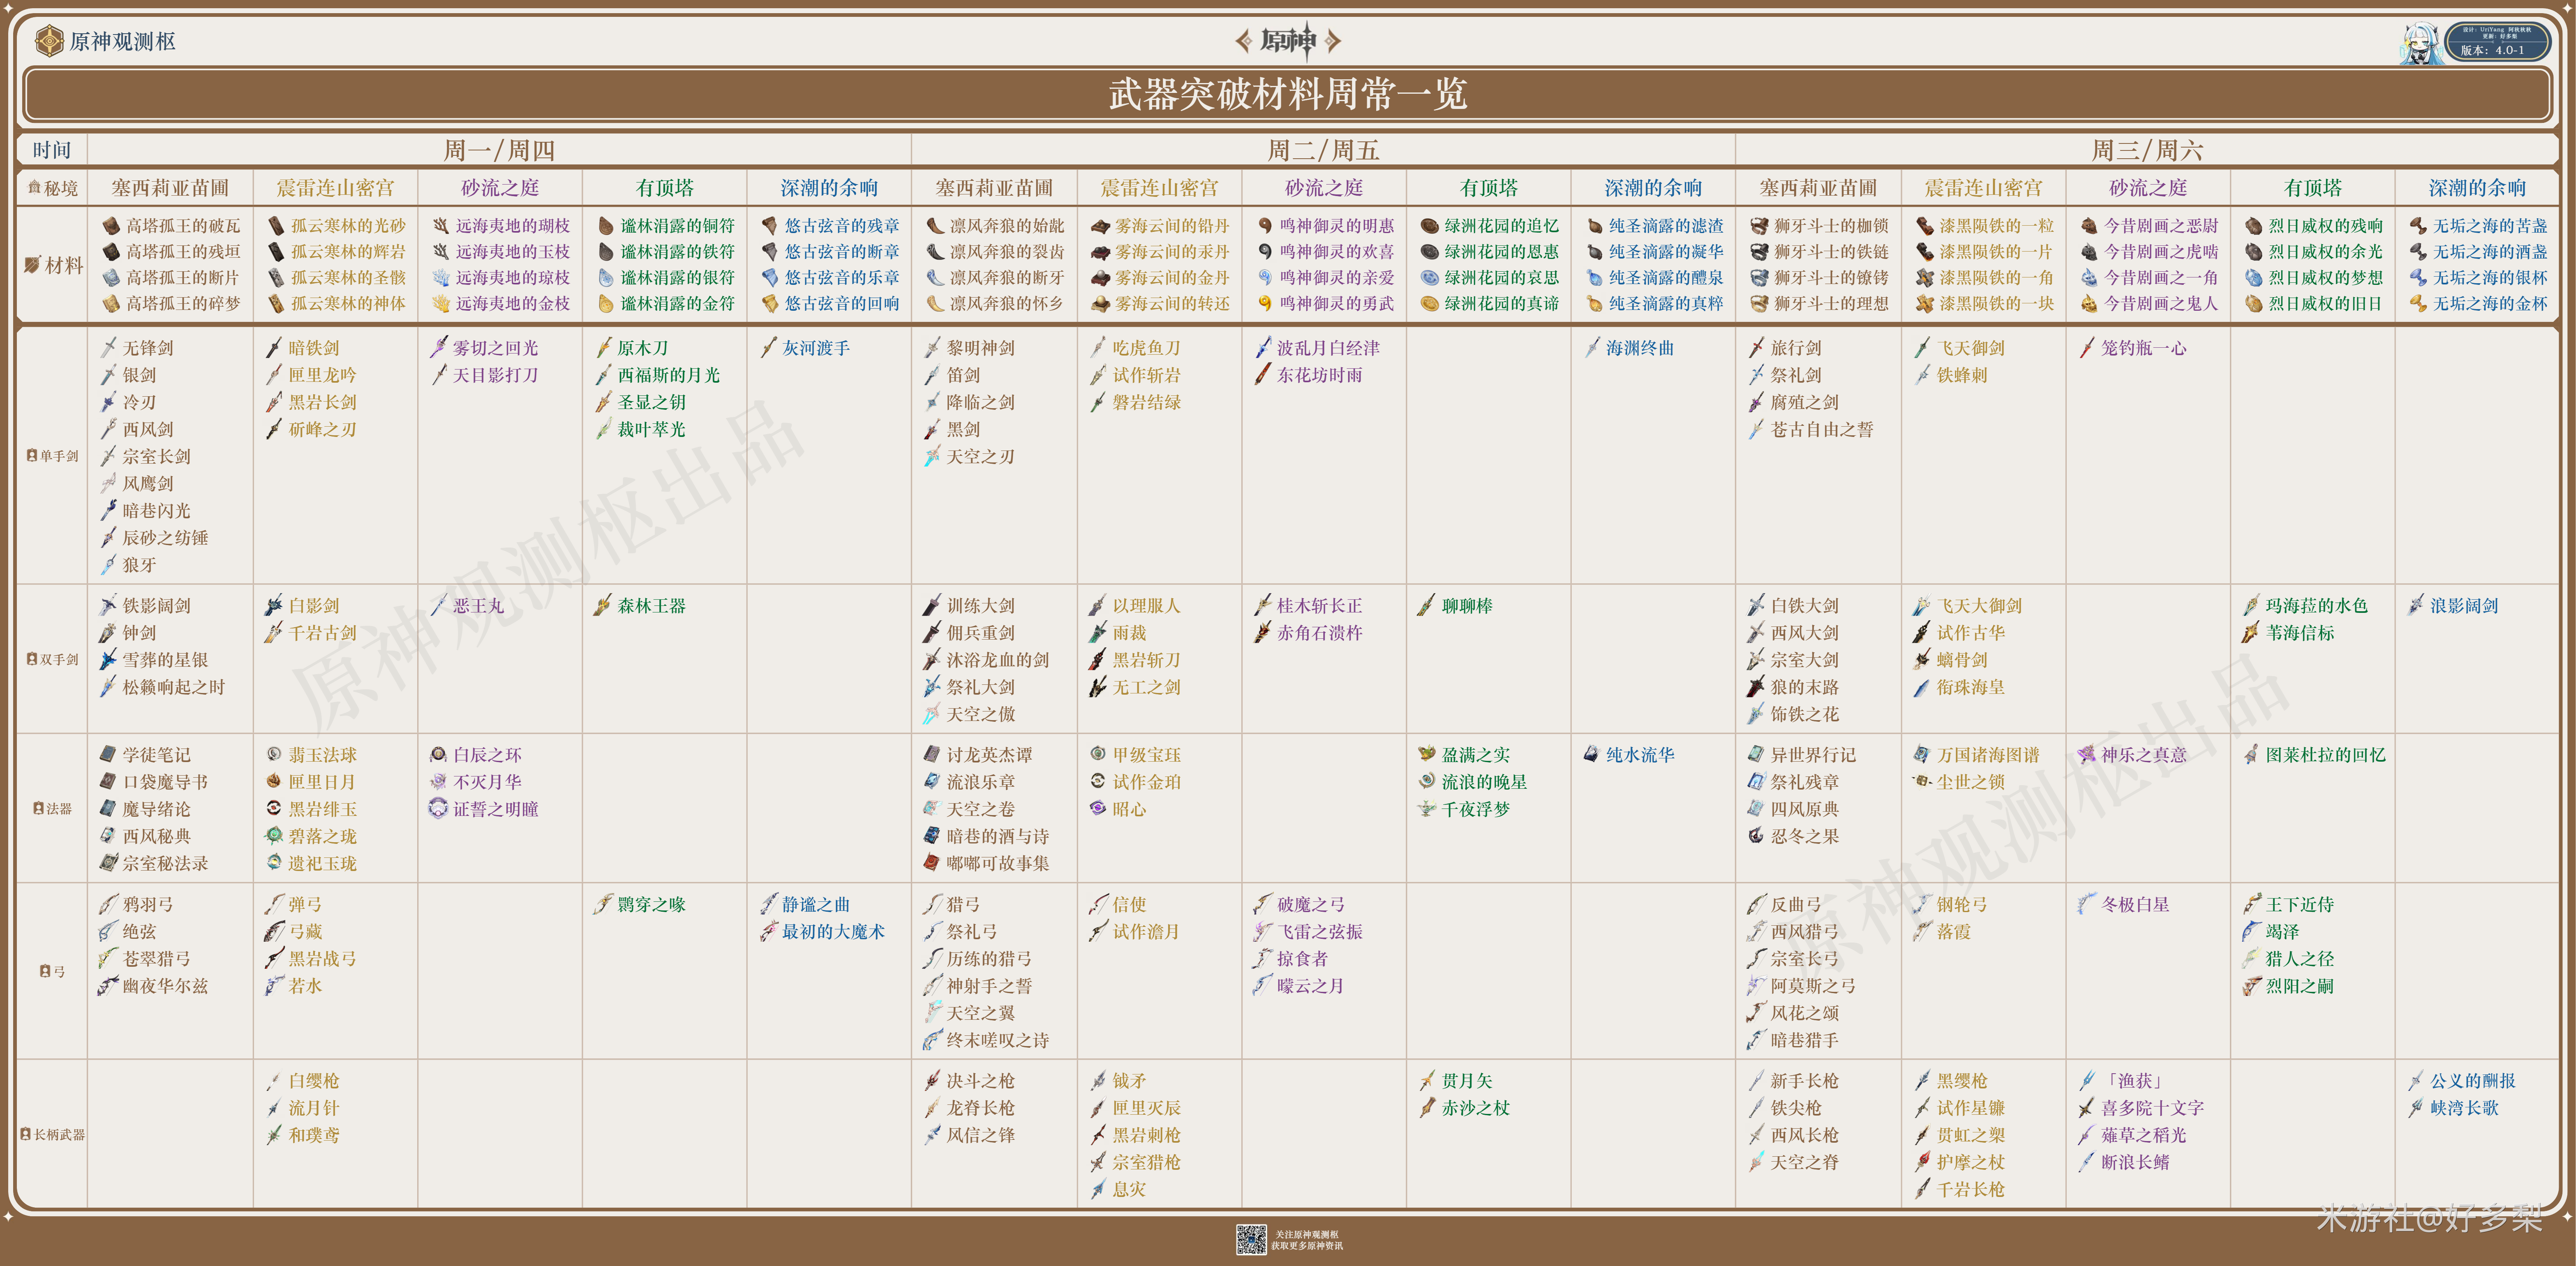 原神观测枢
原神
设计：UriYang 阿秋秋秋
更新：好多梨
版本：4.0-1
武器突破材料周常一览
时间 周一/周四 周二/周五 周三/周六
秘境 塞西莉亚苗圃 震雷连山密宫 砂流之庭 有顶塔 深潮的余响 塞西莉亚苗圃 震雷连山密宫 砂流之庭 有顶塔 深潮的余响 塞西莉亚苗圃 震雷连山密宫 砂流之庭 有顶塔 深潮的余响
材料
高塔孤王的破瓦 孤云寒林的光砂 远海夷地的瑚枝 谧林涓露的铜符 悠古弦音的残章 凛风奔狼的始龀 雾海云间的铅丹 鸣神御灵的明惠 绿洲花园的追忆 纯圣滴露的滤渣 狮牙斗士的枷锁 漆黑陨铁的一粒 今昔剧画之恶尉 烈日威权的残响 无垢之海的苦盏
高塔孤王的残垣 孤云寒林的辉岩 远海夷地的玉枝 谧林涓露的铁符 悠古弦音的断章 凛风奔狼的裂齿 雾海云间的汞丹 鸣神御灵的欢喜 绿洲花园的恩惠 纯圣滴露的凝华 狮牙斗士的铁链 漆黑陨铁的一片 今昔剧画之虎啮 烈日威权的余光 无垢之海的酒盏
高塔孤王的断片 孤云寒林的圣骸 远海夷地的琼枝 谧林涓露的银符 悠古弦音的乐章 凛风奔狼的断牙 雾海云间的金丹 鸣神御灵的亲爱 绿洲花园的哀思 纯圣滴露的醴泉 狮牙斗士的镣铐 漆黑陨铁的一角 今昔剧画之一角 烈日威权的梦想 无垢之海的银杯
高塔孤王的碎梦 孤云寒林的神体 远海夷地的金枝 谧林涓露的金符 悠古弦音的回响 凛风奔狼的怀乡 雾海云间的转还 鸣神御灵的勇武 绿洲花园的真谛 纯圣滴露的真粹 狮牙斗士的理想 漆黑陨铁的一块 今昔剧画之鬼人 烈日威权的旧日 无垢之海的金杯
单手剑
无锋剑 暗铁剑 雾切之回光 原木刀 灰河渡手 黎明神剑 吃虎鱼刀 波乱月白经津 海渊终曲 旅行剑 飞天御剑 笼钓瓶一心
银剑 匣里龙吟 天目影打刀 西福斯的月光 笛剑 试作斩岩 东花坊时雨 祭礼剑 铁蜂刺
冷刃 黑岩长剑 圣显之钥 降临之剑 磐岩结绿 腐殖之剑
西风剑 斫峰之刃 裁叶萃光 黑剑 苍古自由之誓
宗室长剑 天空之刃
风鹰剑
暗巷闪光
辰砂之纺锤
狼牙
双手剑
铁影阔剑 白影剑 恶王丸 森林王器 训练大剑 以理服人 桂木斩长正 聊聊棒 白铁大剑 飞天大御剑 玛海菈的水色 浪影阔剑
钟剑 千岩古剑 佣兵重剑 雨裁 赤角石溃杵 西风大剑 试作古华 苇海信标
雪葬的星银 沐浴龙血的剑 黑岩斩刀 宗室大剑 螭骨剑
松籁响起之时 祭礼大剑 无工之剑 狼的末路 衔珠海皇
天空之傲 饰铁之花
法器
学徒笔记 翡玉法球 白辰之环 讨龙英杰谭 甲级宝珏 盈满之实 纯水流华 异世界行记 万国诸海图谱 神乐之真意 图莱杜拉的回忆
口袋魔导书 匣里日月 不灭月华 流浪乐章 试作金珀 流浪的晚星 祭礼残章 尘世之锁
魔导绪论 黑岩绯玉 证誓之明瞳 天空之卷 昭心 千夜浮梦 四风原典
西风秘典 碧落之珑 暗巷的酒与诗 忍冬之果
宗室秘法录 遗祀玉珑 嘟嘟可故事集
弓
鸦羽弓 弹弓 鹮穿之喙 静谧之曲 猎弓 信使 破魔之弓 反曲弓 钢轮弓 冬极白星 王下近侍
绝弦 弓藏 最初的大魔术 祭礼弓 试作澹月 飞雷之弦振 西风猎弓 落霞 竭泽
苍翠猎弓 黑岩战弓 历练的猎弓 掠食者 宗室长弓 猎人之径
幽夜华尔兹 若水 神射手之誓 曚云之月 阿莫斯之弓 烈阳之嗣
天空之翼 风花之颂
终末嗟叹之诗 暗巷猎手
长柄武器
白缨枪 决斗之枪 钺矛 贯月矢 新手长枪 黑缨枪 「渔获」 公义的酬报
流月针 龙脊长枪 匣里灭辰 赤沙之杖 铁尖枪 试作星镰 喜多院十文字 峡湾长歌
和璞鸢 风信之锋 黑岩刺枪 西风长枪 贯虹之槊 薙草之稻光
宗室猎枪 天空之脊 护摩之杖 断浪长鳍
息灾 千岩长枪
原神观测枢出品
原神观测枢出品
关注原神观测枢
获取更多原神资讯
米游社@好多梨